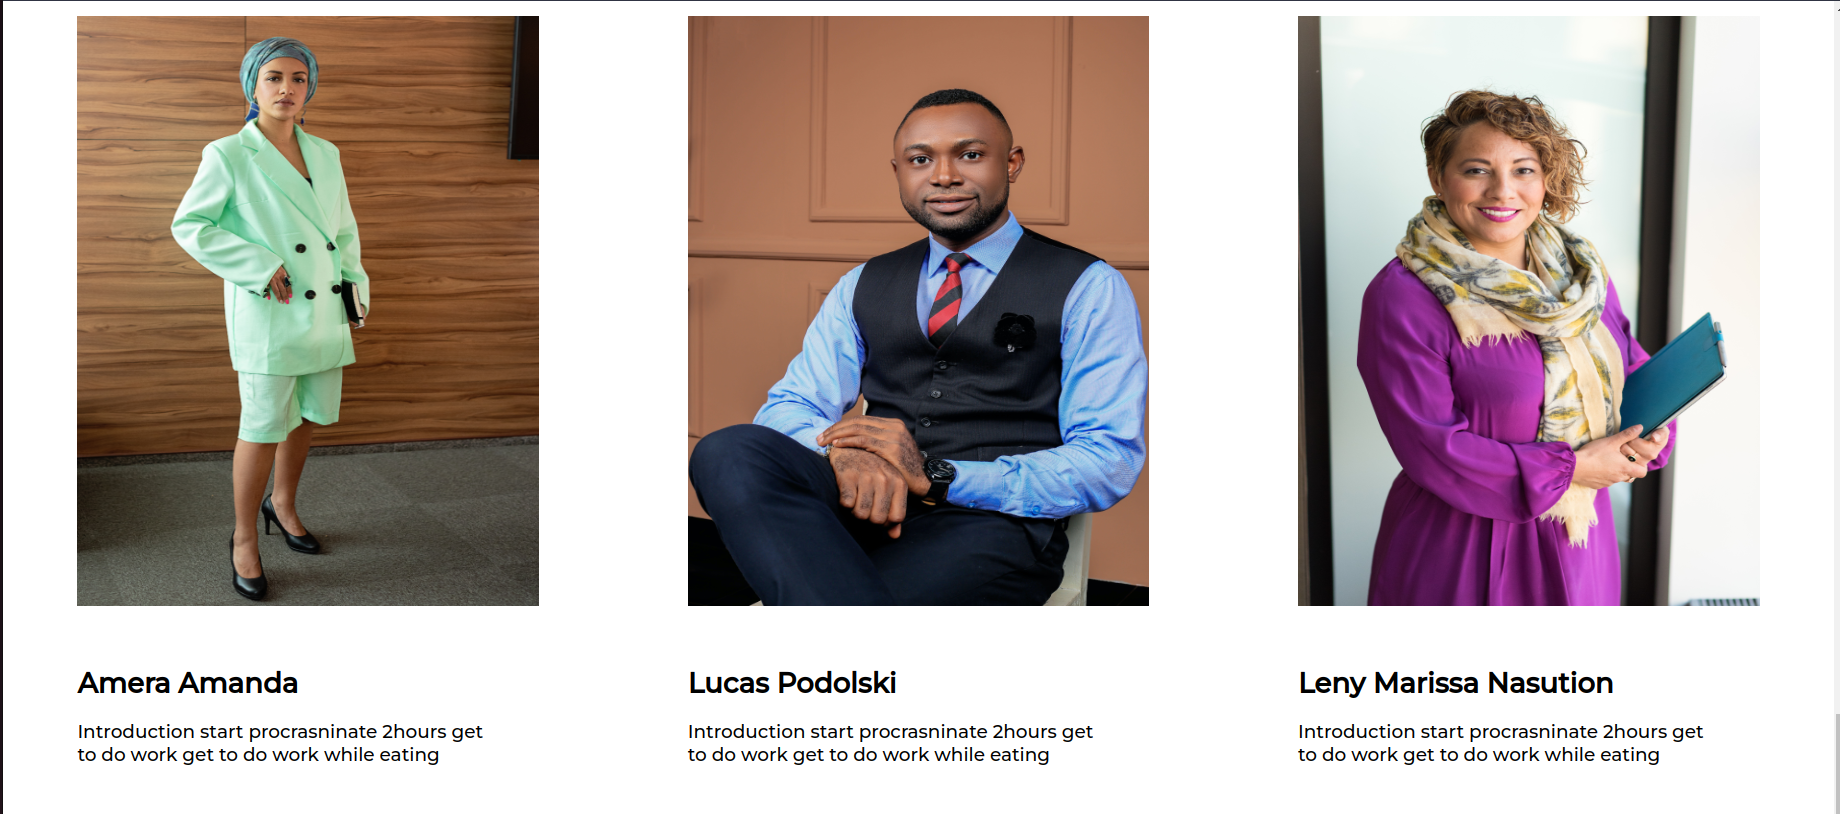 Amera Amanda
Introduction start procrasninate 2hours get
to do work get to do work while eating
Lucas Podolski
Introduction start procrasninate 2hours get
to do work get to do work while eating
Leny Marissa Nasution
Introduction start procrasninate 2hours get
to do work get to do work while eating